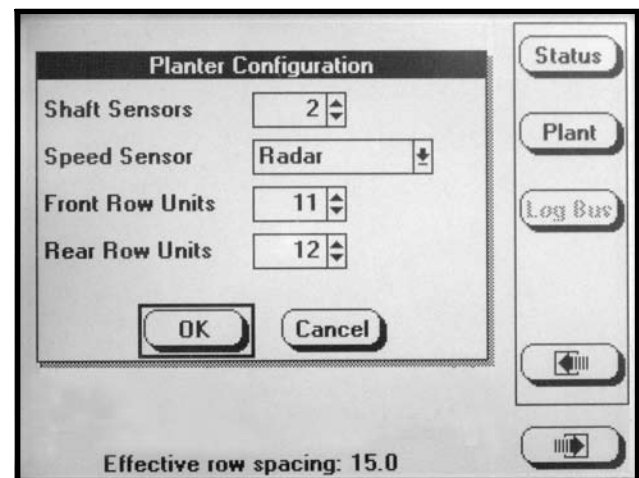 Planter Configuration
Shaft Sensors 2
Speed Sensor Radar
Front Row Units 11
Rear Row Units 12
OK Cancel
Effective row spacing: 15.0
Status
Plant
Log Bus